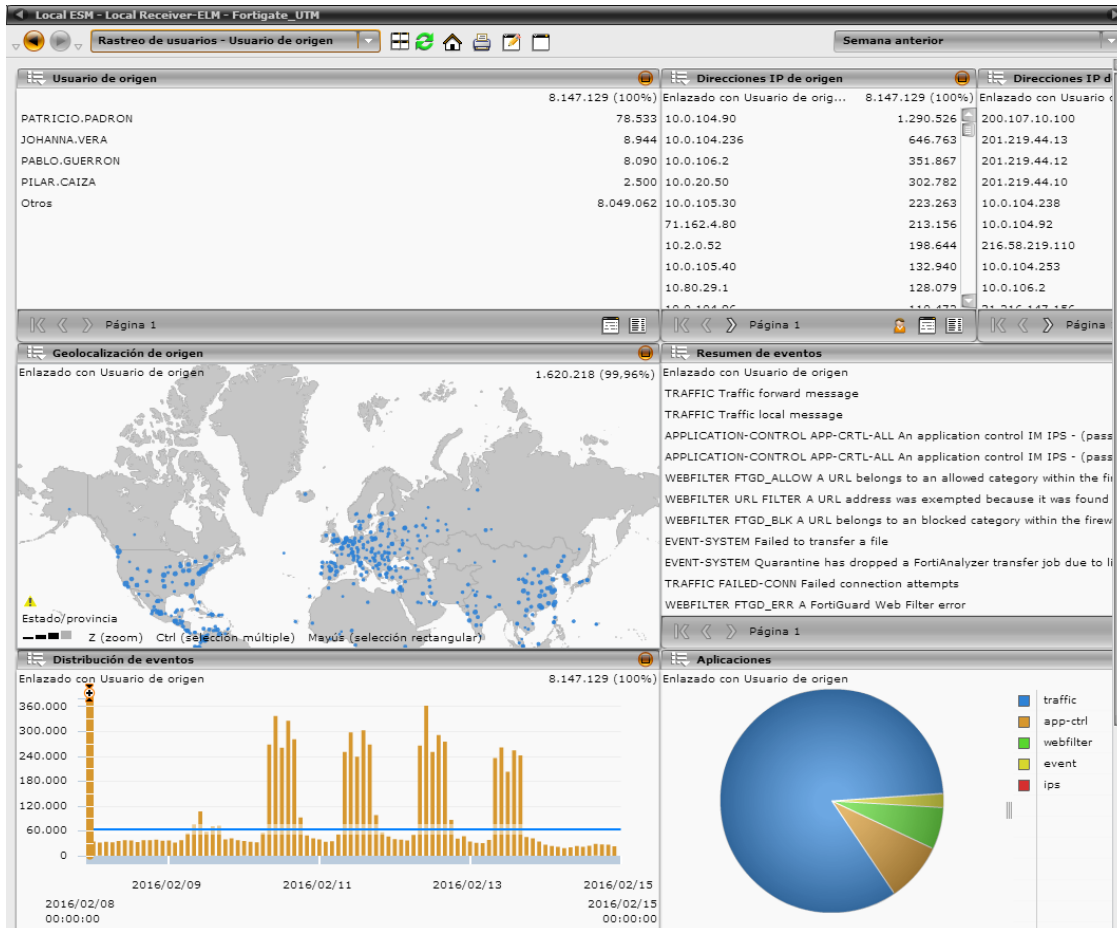 Local ESM - Local Receiver-ELM - Fortigate_UTM
Rastreo de usuarios - Usuario de origen
Semana anterior
Usuario de origen
8.147.129 (100%)
PATRICIO.PADRON 78.533
JOHANNA.VERA 8.944
PABLO.GUERRON 8.090
PILAR.CAIZA 2.500
Otros 8.049.062
Página 1
Direcciones IP de origen
Enlazado con Usuario de orig... 8.147.129 (100%)
10.0.104.90 1.290.526
10.0.104.236 646.763
10.0.106.2 351.867
10.0.20.50 302.782
10.0.105.30 223.263
71.162.4.80 213.156
10.2.0.52 198.644
10.0.105.40 132.940
10.80.29.1 128.079
Página 1
Direcciones IP d
Enlazado con Usuario
200.107.10.100
201.219.44.13
201.219.44.12
201.219.44.10
10.0.104.238
10.0.104.92
216.58.219.110
10.0.104.253
10.0.106.2
Página
Geolocalización de origen
Enlazado con Usuario de origen 1.620.218 (99,96%)
Estado/provincia
Z (zoom) Ctrl (selección múltiple) Mayús (selección rectangular)
Resumen de eventos
Enlazado con Usuario de origen
TRAFFIC Traffic forward message
TRAFFIC Traffic local message
APPLICATION-CONTROL APP-CRTL-ALL An application control IM IPS - (pass
APPLICATION-CONTROL APP-CRTL-ALL An application control IM IPS - (pass
WEBFILTER FTGD_ALLOW A URL belongs to an allowed category within the fi
WEBFILTER URL FILTER A URL address was exempted because it was found
WEBFILTER FTGD_BLK A URL belongs to an blocked category within the firew
EVENT-SYSTEM Failed to transfer a file
EVENT-SYSTEM Quarantine has dropped a FortiAnalyzer transfer job due to li
TRAFFIC FAILED-CONN Failed connection attempts
WEBFILTER FTGD_ERR A FortiGuard Web Filter error
Página 1
Distribución de eventos
Enlazado con Usuario de origen 8.147.129 (100%)
360.000
300.000
240.000
180.000
120.000
60.000
0
2016/02/09 2016/02/11 2016/02/13 2016/02/15
2016/02/08 2016/02/15
00:00:00 00:00:00
Aplicaciones
Enlazado con Usuario de origen
traffic
app-ctrl
webfilter
event
ips